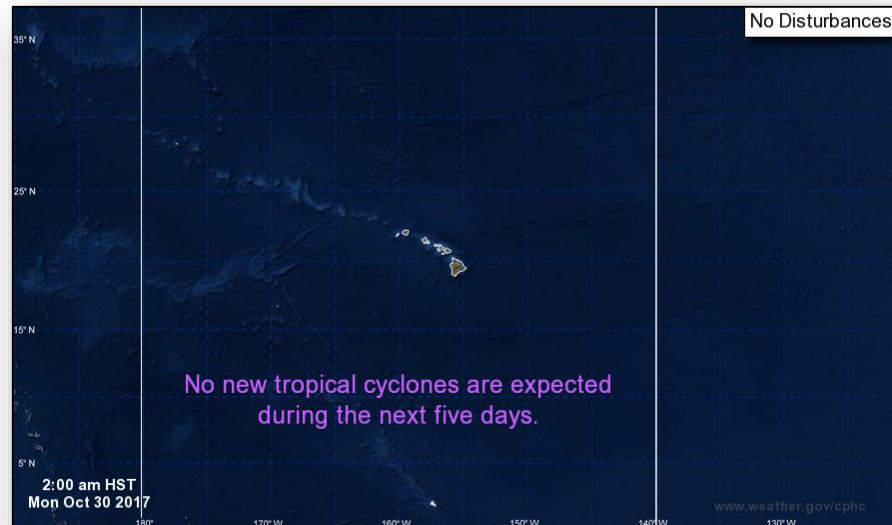 No Disturbances
35° N
25° N
15° N
No new tropical cyclones are expected
during the next five days.
5° N
2:00 am HST
Mon Oct 30 2017
www.weather.gov/cphc
180° 170° W 160° W 150° W 140° W 130° W